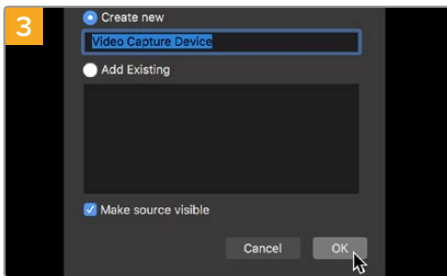 3
Create new
Video Capture Device
Add Existing
Make source visible
Cancel OK